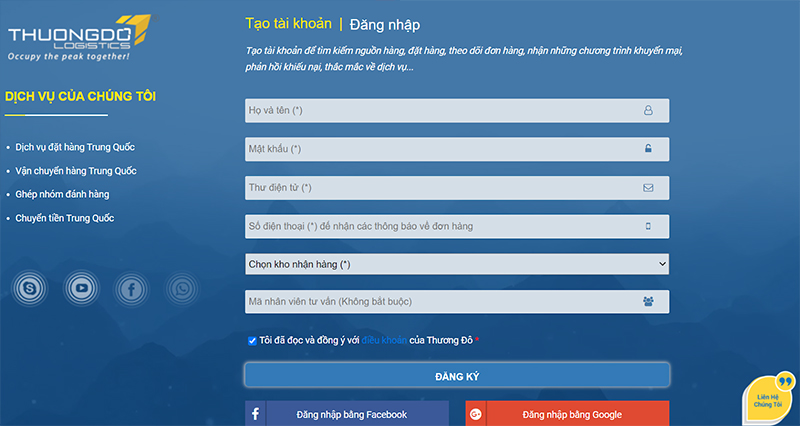 THUONGDO
LOGISTICS
Occupy the peak together!
DỊCH VỤ CỦA CHÚNG TÔI
Dịch vụ đặt hàng Trung Quốc
Vận chuyển hàng Trung Quốc
Ghép nhóm đánh hàng
Chuyển tiền Trung Quốc
Tạo tài khoản | Đăng nhập
Tạo tài khoản để tìm kiếm nguồn hàng, đặt hàng, theo dõi đơn hàng, nhận những chương trình khuyến mại,
phản hồi khiếu nại, thắc mắc về dịch vụ...
Họ và tên (*)
Mật khẩu (*)
Thư điện tử (*)
Số điện thoại (*) để nhận các thông báo về đơn hàng
Chọn kho nhận hàng (*)
Mã nhân viên tư vấn (Không bắt buộc)
Tôi đã đọc và đồng ý với điều khoản của Thương Đô *
ĐĂNG KÝ
Đăng nhập bằng Facebook
Đăng nhập bằng Google
Liên Hệ
Chúng Tôi